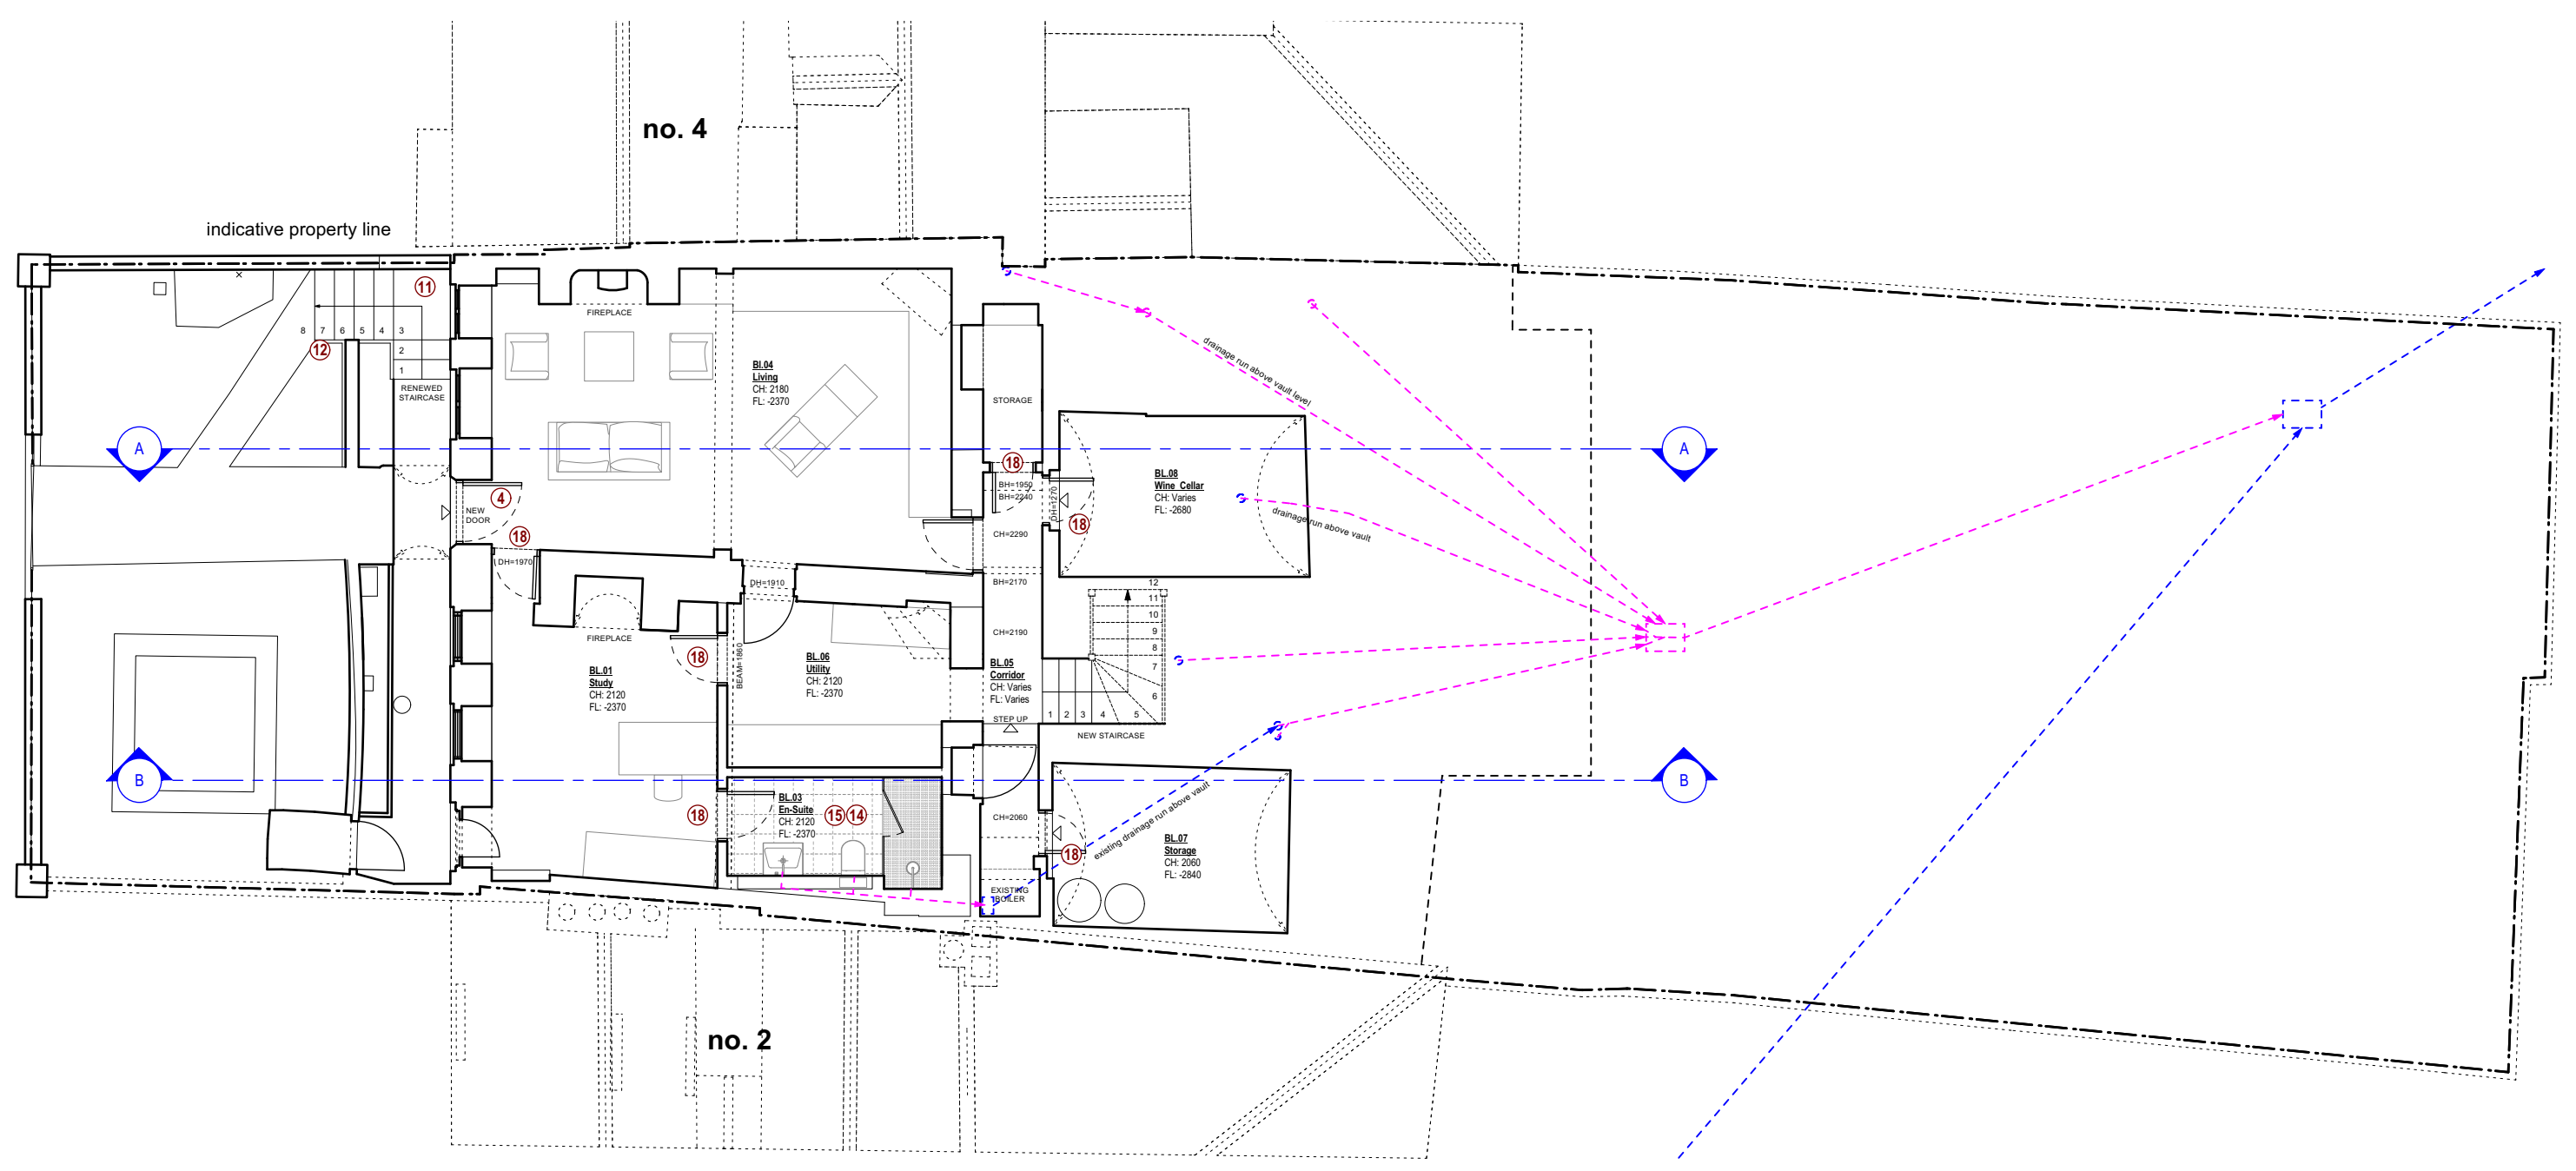 no. 4
indicative property line
11
8
7
6
5
4
3
2
1
12
RENEWED
STAIRCASE
FIREPLACE
BI.04
Living
CH: 2180
FL: -2370
STORAGE
drainage run above vault level
A
A
4
NEW
DOOR
18
DH=1970
18
BH=1950
BH=2240
DH=1270
18
BL.08
Wine Cellar
CH: Varies
FL: -2680
drainage run above vault
CH=2290
DH=1910
BH=2170
FIREPLACE
BL.01
Study
CH: 2120
FL: -2370
18
BEAM=1860
BL.06
Utility
CH: 2120
FL: -2370
CH=2190
BL.05
Corridor
CH: Varies
FL: Varies
STEP UP
12
11
10
9
8
7
6
1
2
3
4
5
NEW STAIRCASE
B
B
18
BL.03
En-Suite
CH: 2120
FL: -2370
15
14
CH=2060
existing drainage run above vault
18
BL.07
Storage
CH: 2060
FL: -2840
EXISTING
BOILER
no. 2